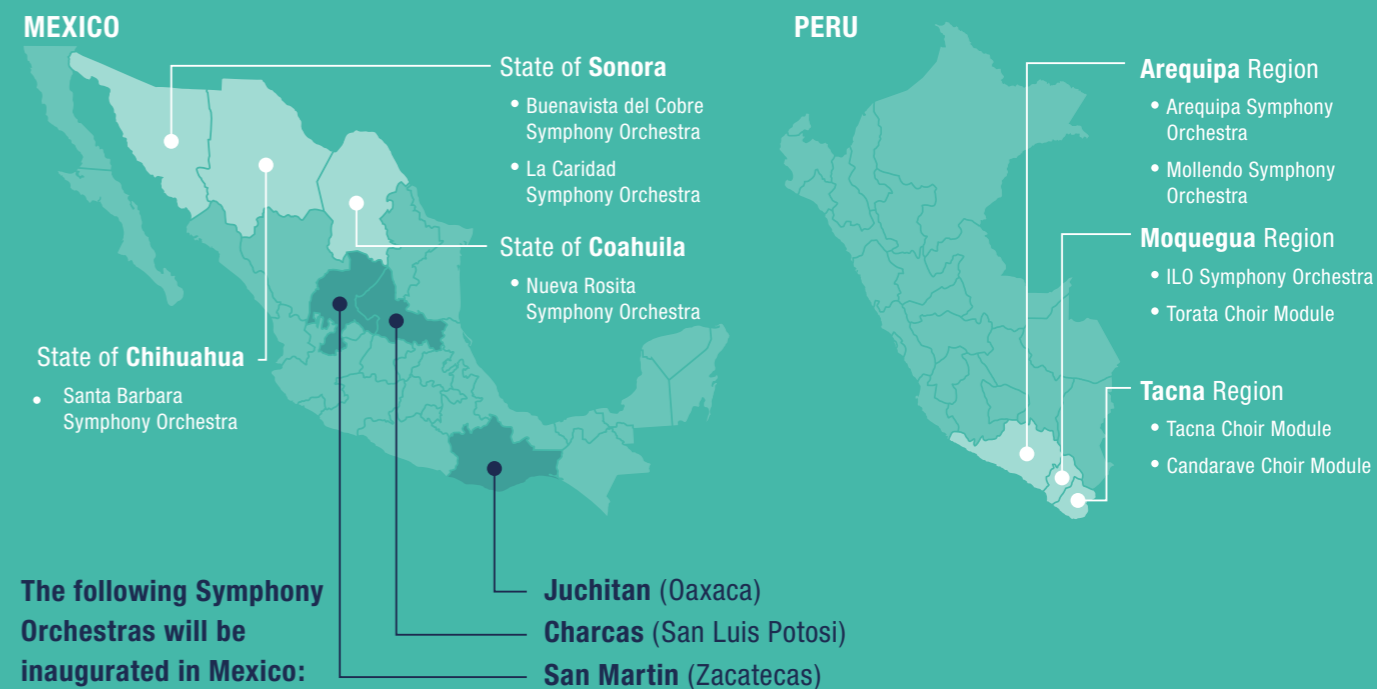 MEXICO
State of Sonora
• Buenavista del Cobre
Symphony Orchestra
• La Caridad
Symphony Orchestra
State of Coahuila
• Nueva Rosita
Symphony Orchestra
State of Chihuahua
• Santa Barbara
Symphony Orchestra
The following Symphony
Orchestras will be
inaugurated in Mexico:
Juchitan (Oaxaca)
Charcas (San Luis Potosi)
San Martin (Zacatecas)
PERU
Arequipa Region
• Arequipa Symphony
Orchestra
• Mollendo Symphony
Orchestra
Moquegua Region
• ILO Symphony Orchestra
• Torata Choir Module
Tacna Region
• Tacna Choir Module
• Candarave Choir Module